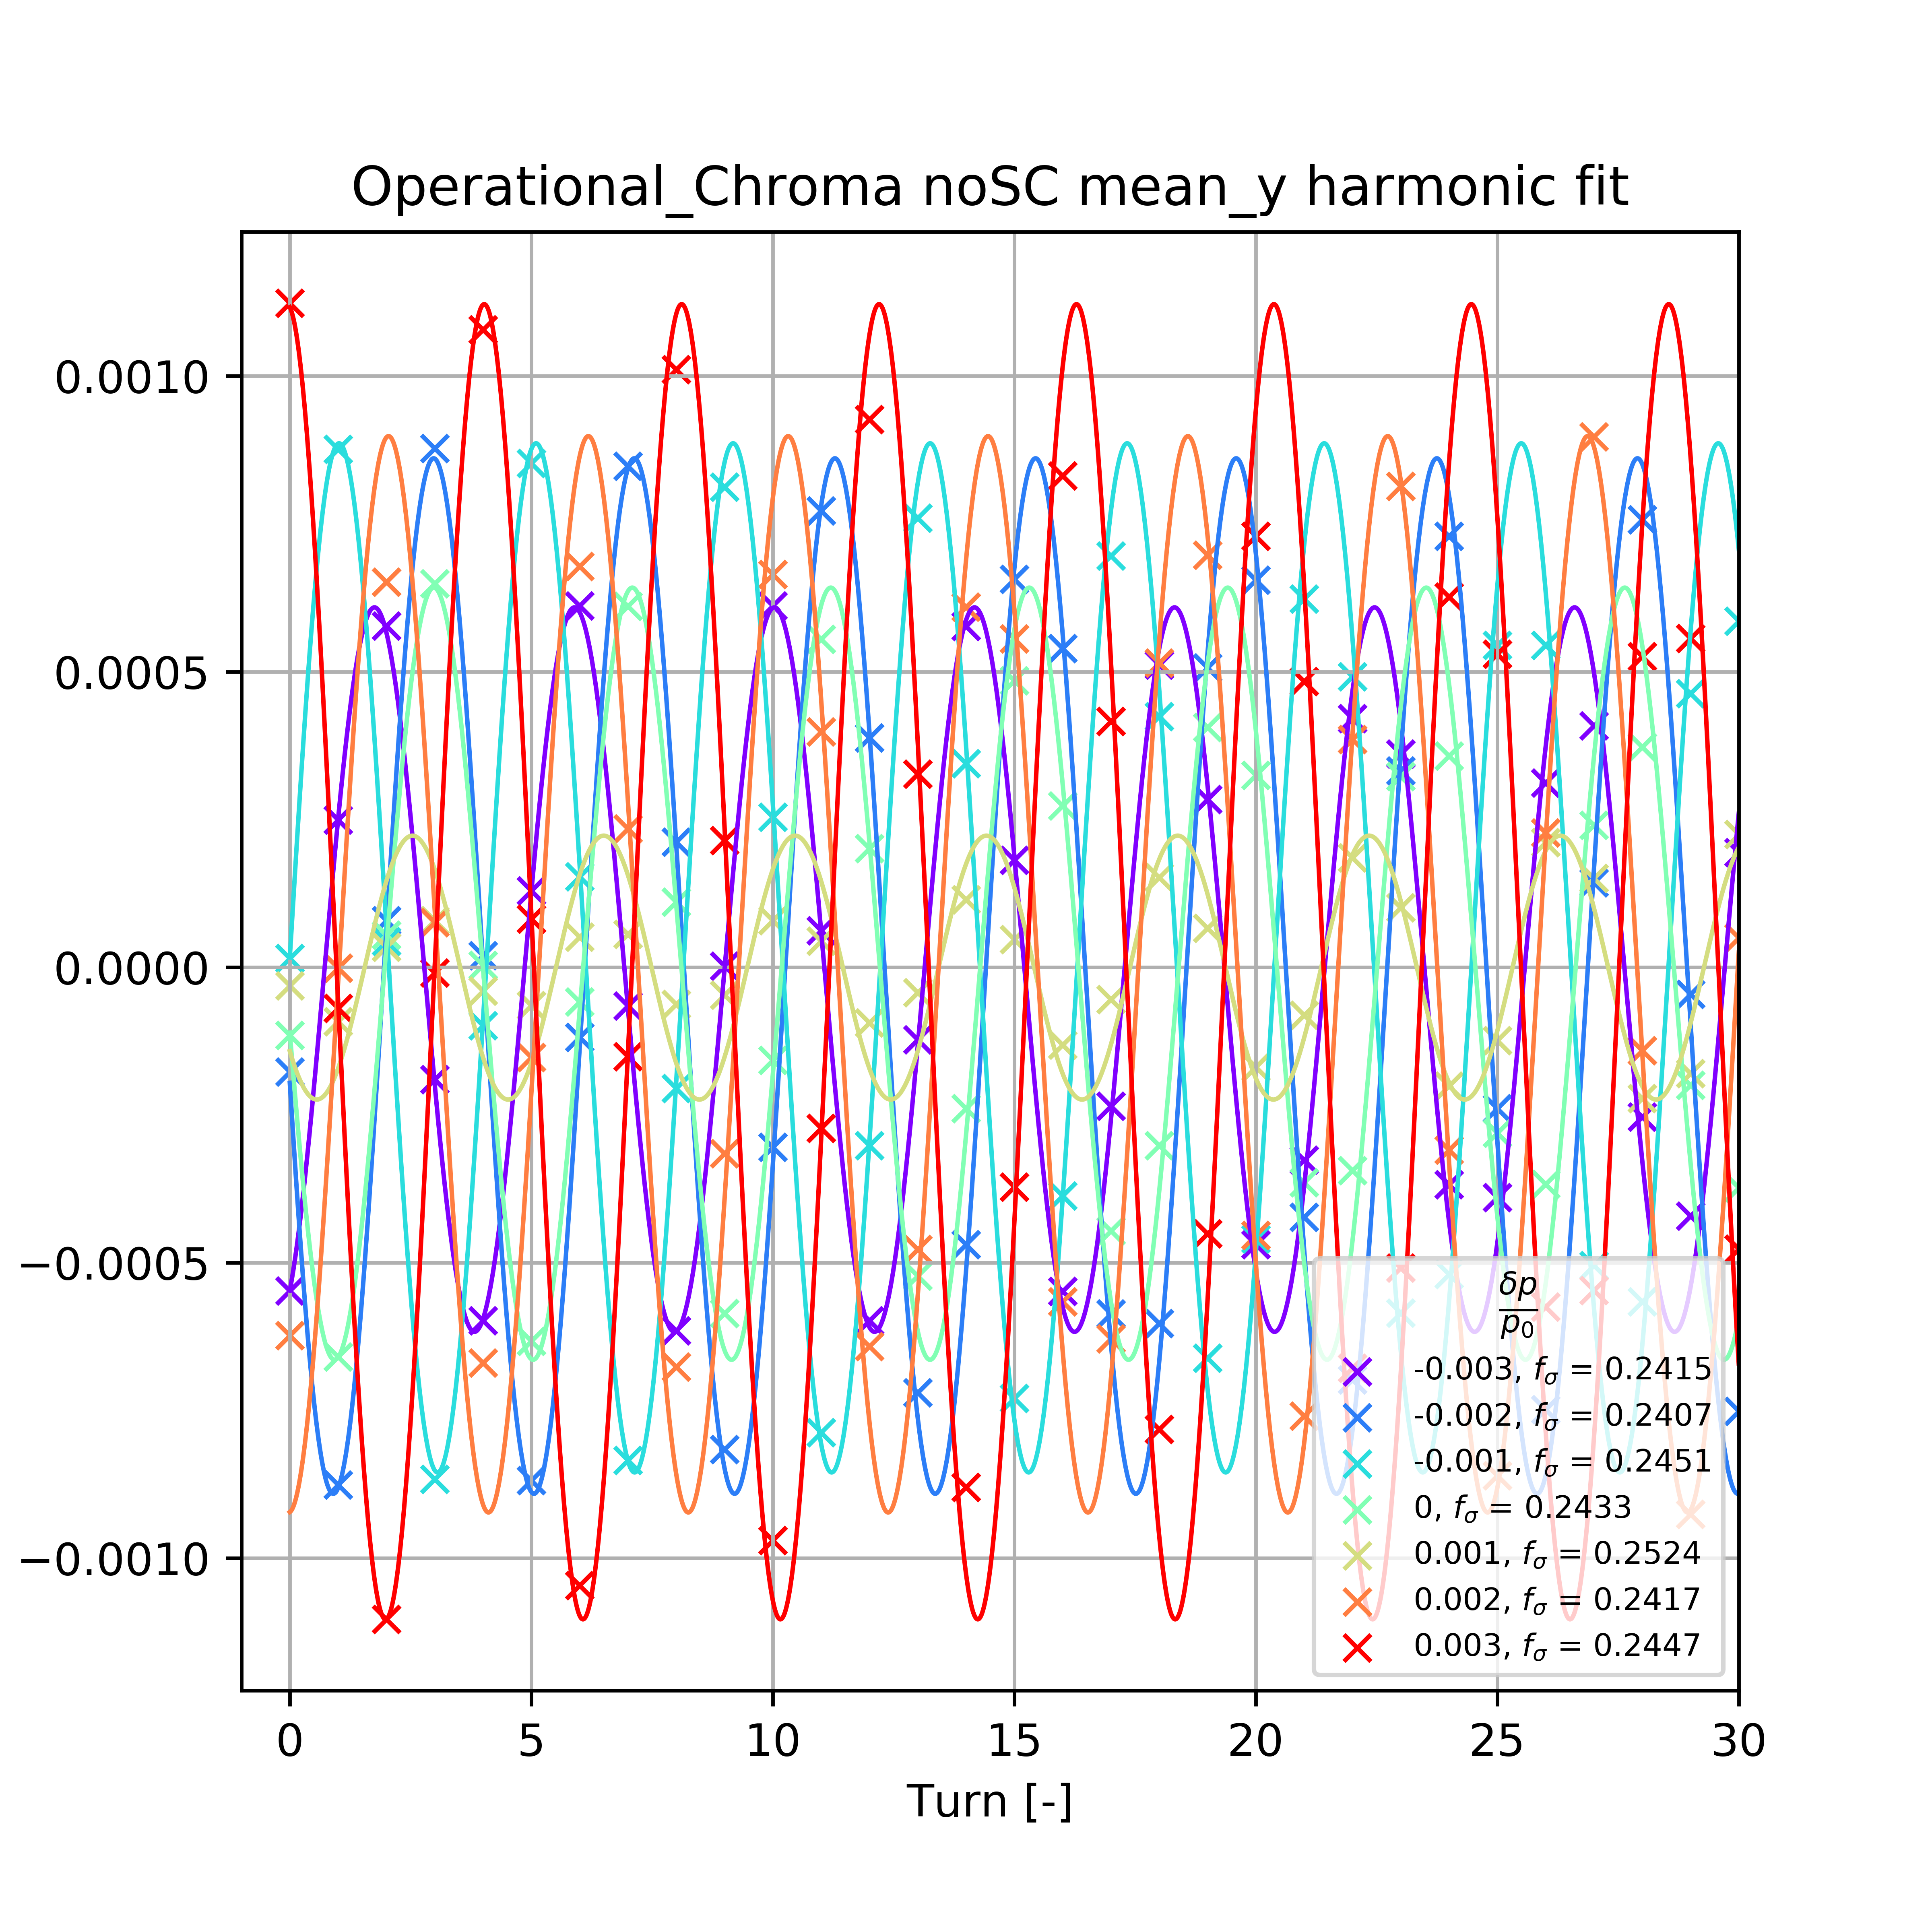 Operational_Chroma noSC mean_y harmonic fit
0.0010
0.0005
0.0000
−0.0005
−0.0010
δp
p₀
-0.003, fσ = 0.2415
-0.002, fσ = 0.2407
-0.001, fσ = 0.2451
0, fσ = 0.2433
0.001, fσ = 0.2524
0.002, fσ = 0.2417
0.003, fσ = 0.2447
0 5 10 15 20 25 30
Turn [-]